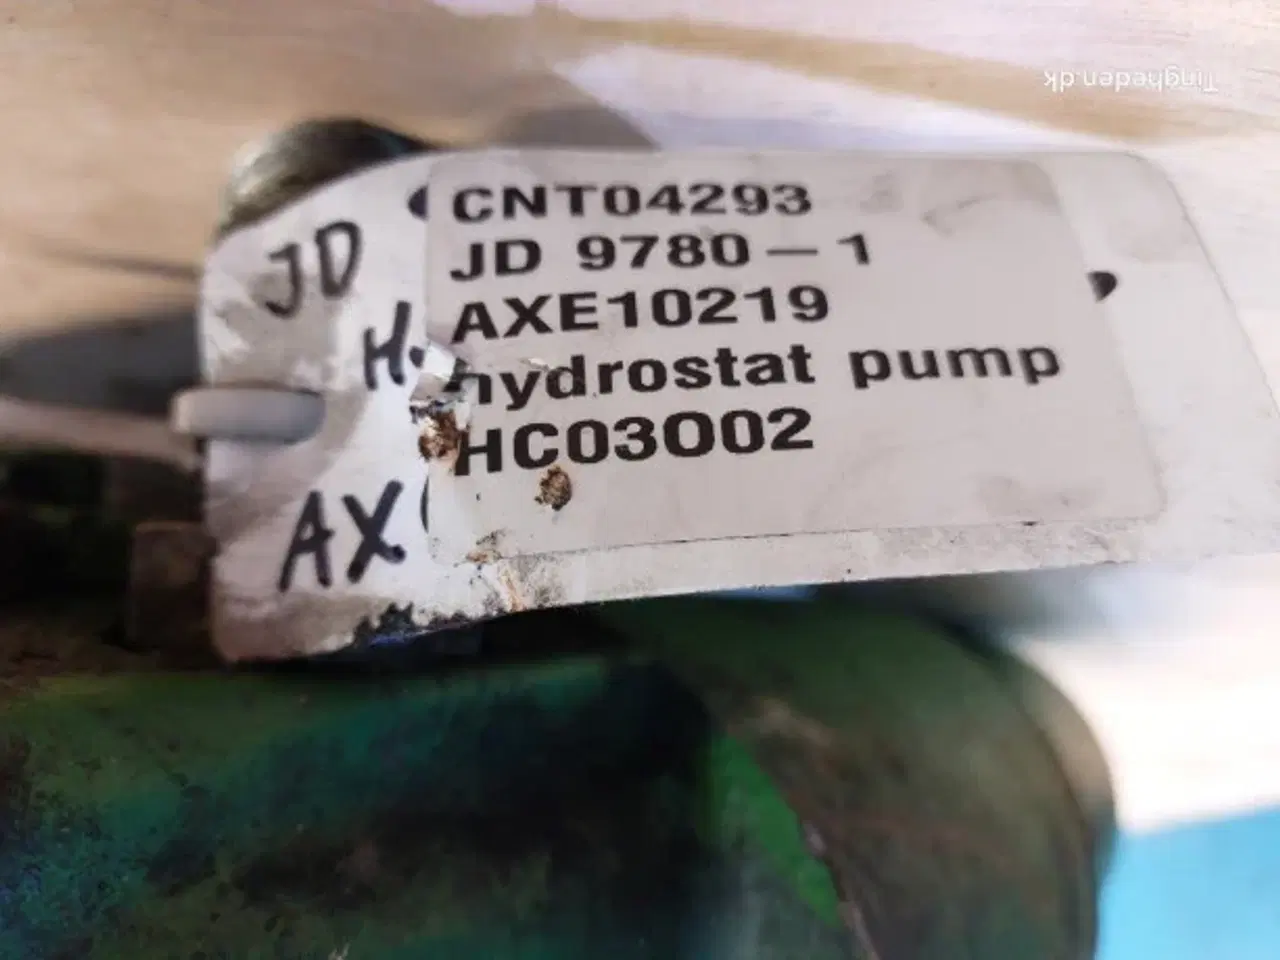 Tingheden.dk
CNT04293
JD 9780-1
AXE10219
hydrostat pump
HC03O02
JD
H.
AX